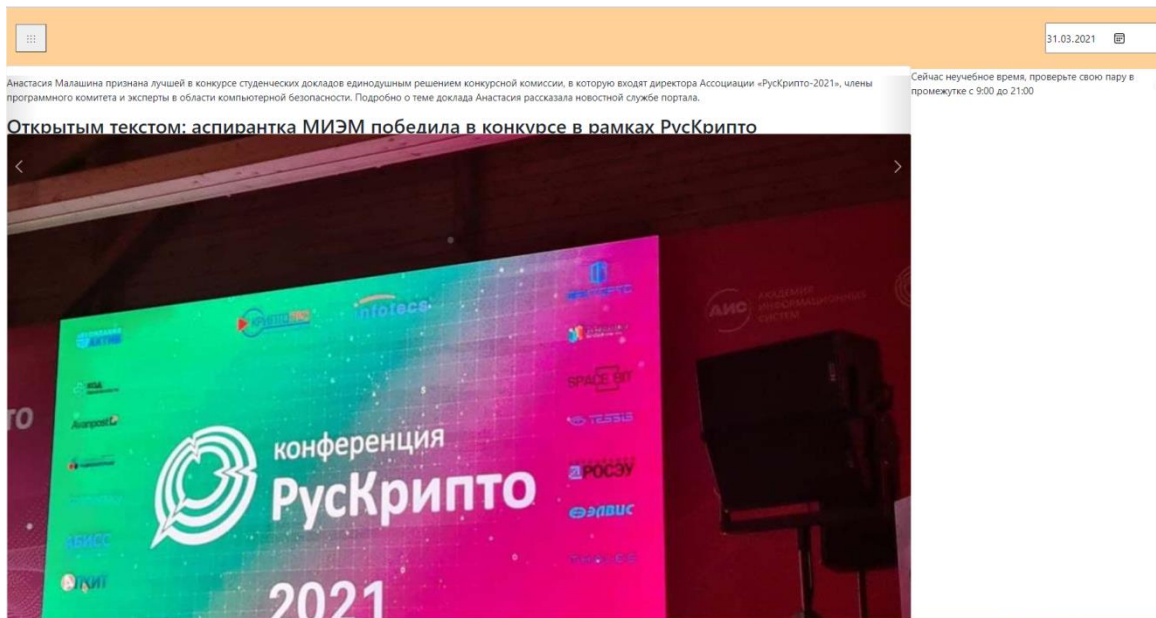 31.03.2021
Анастасия Малашина признана лучшей в конкурсе студенческих докладов единодушным решением конкурсной комиссии, в которую входят директора Ассоциации «РусКрипто-2021», члены
программного комитета и эксперты в области компьютерной безопасности. Подробно о теме доклада Анастасия рассказала новостной службе портала.
Сейчас неучебное время, проверьте свою пару в
промежутке с 9:00 до 21:00
Открытым текстом: аспирантка МИЭМ победила в конкурсе в рамках РусКрипто
infotecs
АИС АКАДЕМИЯ
ИНФОРМАЦИОННЫХ
СИСТЕМ
SPACE BIT
Avanpost
TESSIS
конференция
РОСЭУ
РусКрипто
ЭЛВИС
2021